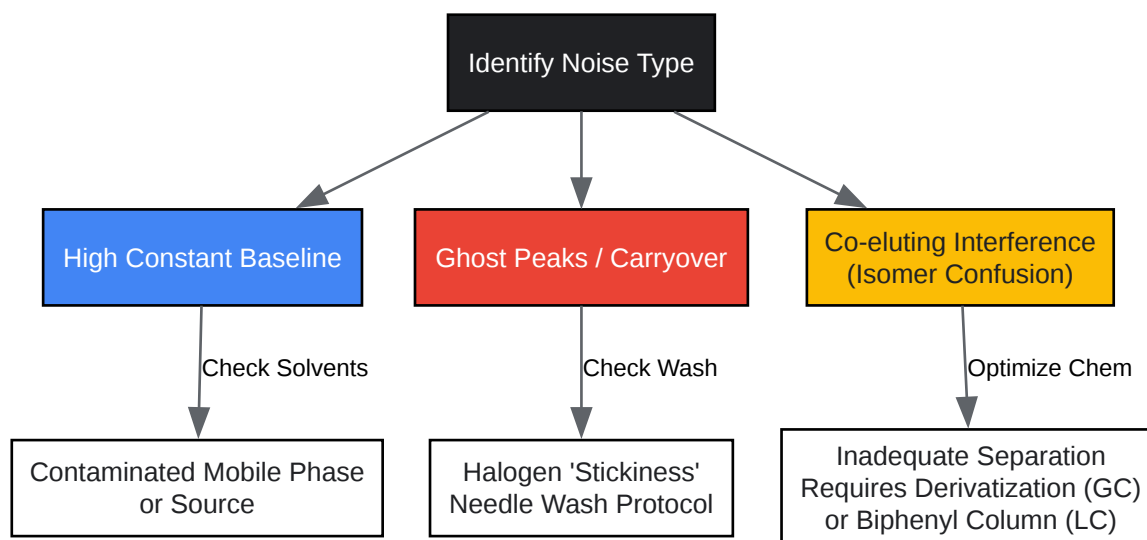 Identify Noise Type
High Constant Baseline
Ghost Peaks / Carryover
Co-eluting Interference
(Isomer Confusion)
Check Solvents
Check Wash
Optimize Chem
Contaminated Mobile Phase
or Source
Halogen 'Stickiness'
Needle Wash Protocol
Inadequate Separation
Requires Derivatization (GC)
or Biphenyl Column (LC)